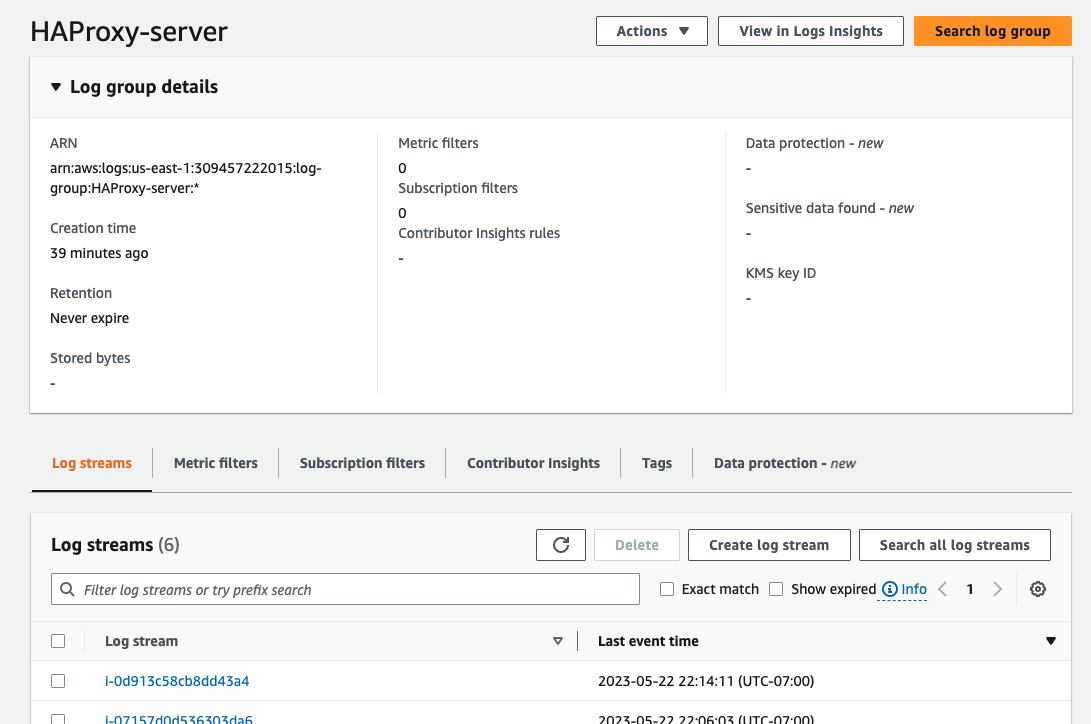 HAProxy-server
Actions ▼
View in Logs Insights
Search log group
▼ Log group details
ARN
arn:aws:logs:us-east-1:309457222015:log-
group:HAProxy-server:*
Creation time
39 minutes ago
Retention
Never expire
Stored bytes
-
Metric filters
0
Subscription filters
0
Contributor Insights rules
-
Data protection - new
-
Sensitive data found - new
-
KMS key ID
-
Log streams
Metric filters
Subscription filters
Contributor Insights
Tags
Data protection - new
Log streams (6)
Delete
Create log stream
Search all log streams
Filter log streams or try prefix search
Exact match
Show expired
Info
1
Log stream
Last event time
i-0d913c58cb8dd43a4
2023-05-22 22:14:11 (UTC-07:00)
i-07157d0d536303da6
2023-05-22 22:06:03 (UTC-07:00)